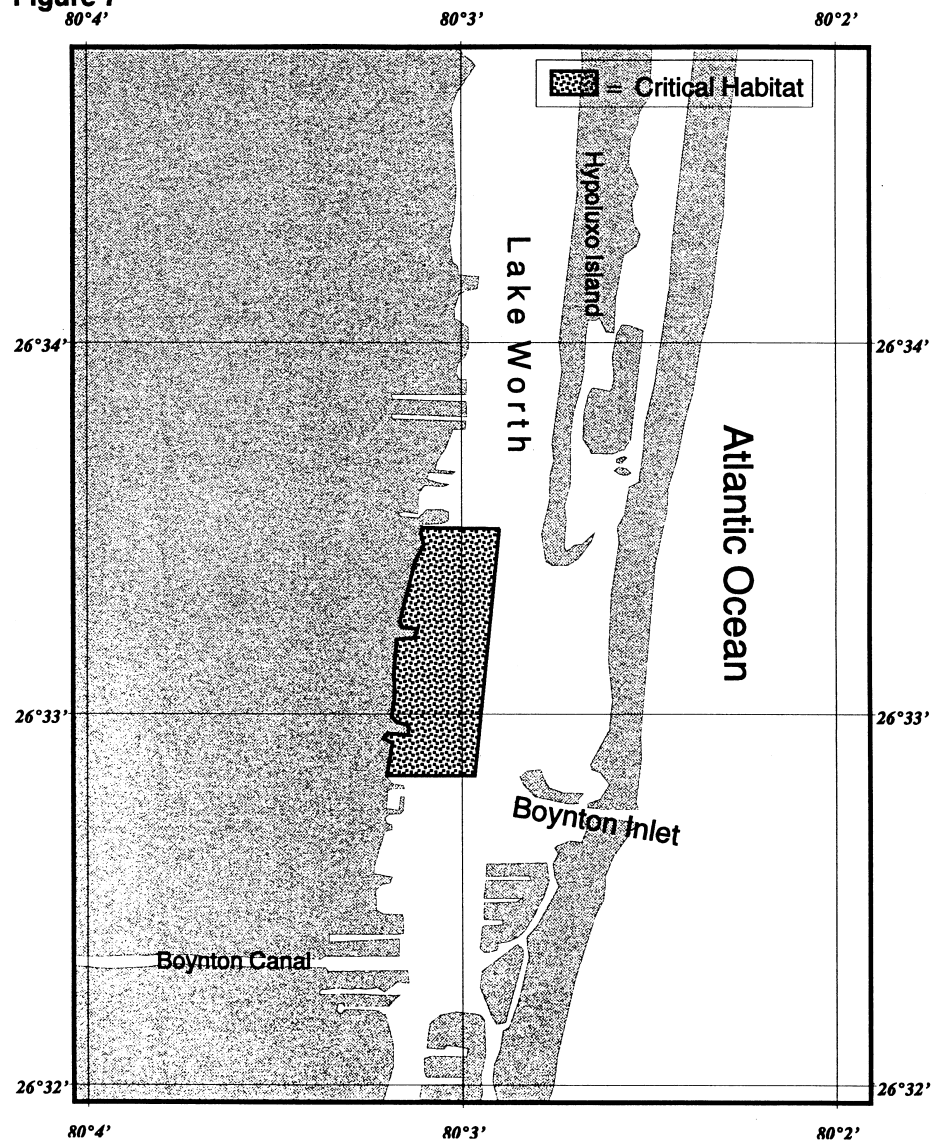 Figure 7
80°4' 80°3' 80°2'
= Critical Habitat
Hypoluxo Island
Lake Worth
26°34' 26°34'
Atlantic Ocean
26°33' 26°33'
Boynton Inlet
Boynton Canal
26°32' 26°32'
80°4' 80°3' 80°2'